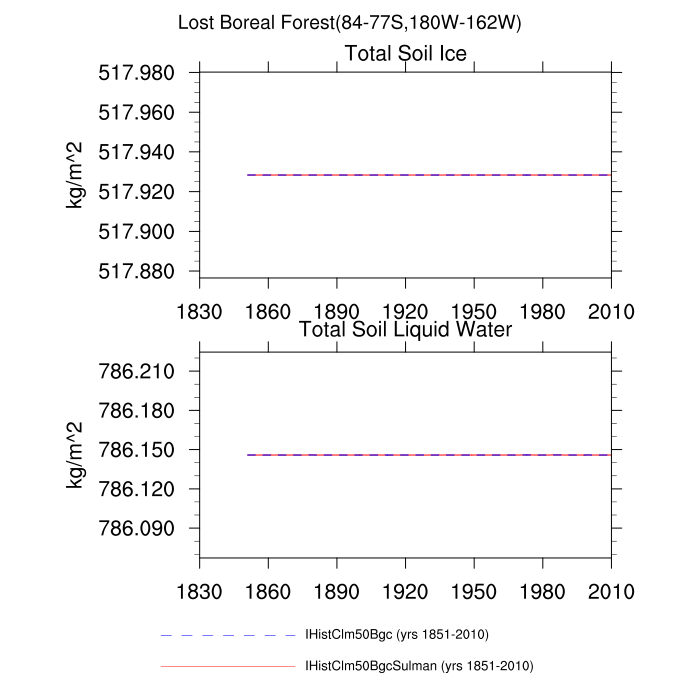 Lost Boreal Forest(84-77S,180W-162W)
Total Soil Ice
517.980
517.960
517.940
517.920
517.900
517.880
kg/m^2
1830 1860 1890 1920 1950 1980 2010
Total Soil Liquid Water
786.210
786.180
786.150
786.120
786.090
kg/m^2
1830 1860 1890 1920 1950 1980 2010
IHistClm50Bgc (yrs 1851-2010)
IHistClm50BgcSulman (yrs 1851-2010)